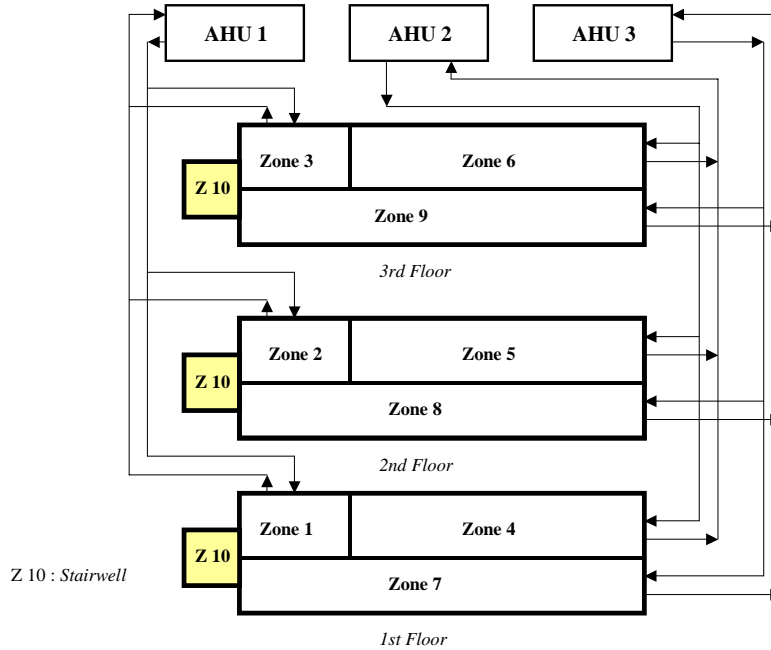 AHU 1
AHU 2
AHU 3
Zone 3
Zone 6
Z 10
Zone 9
3rd Floor
Zone 2
Zone 5
Z 10
Zone 8
2nd Floor
Zone 1
Zone 4
Z 10
Zone 7
Z 10 : Stairwell
1st Floor